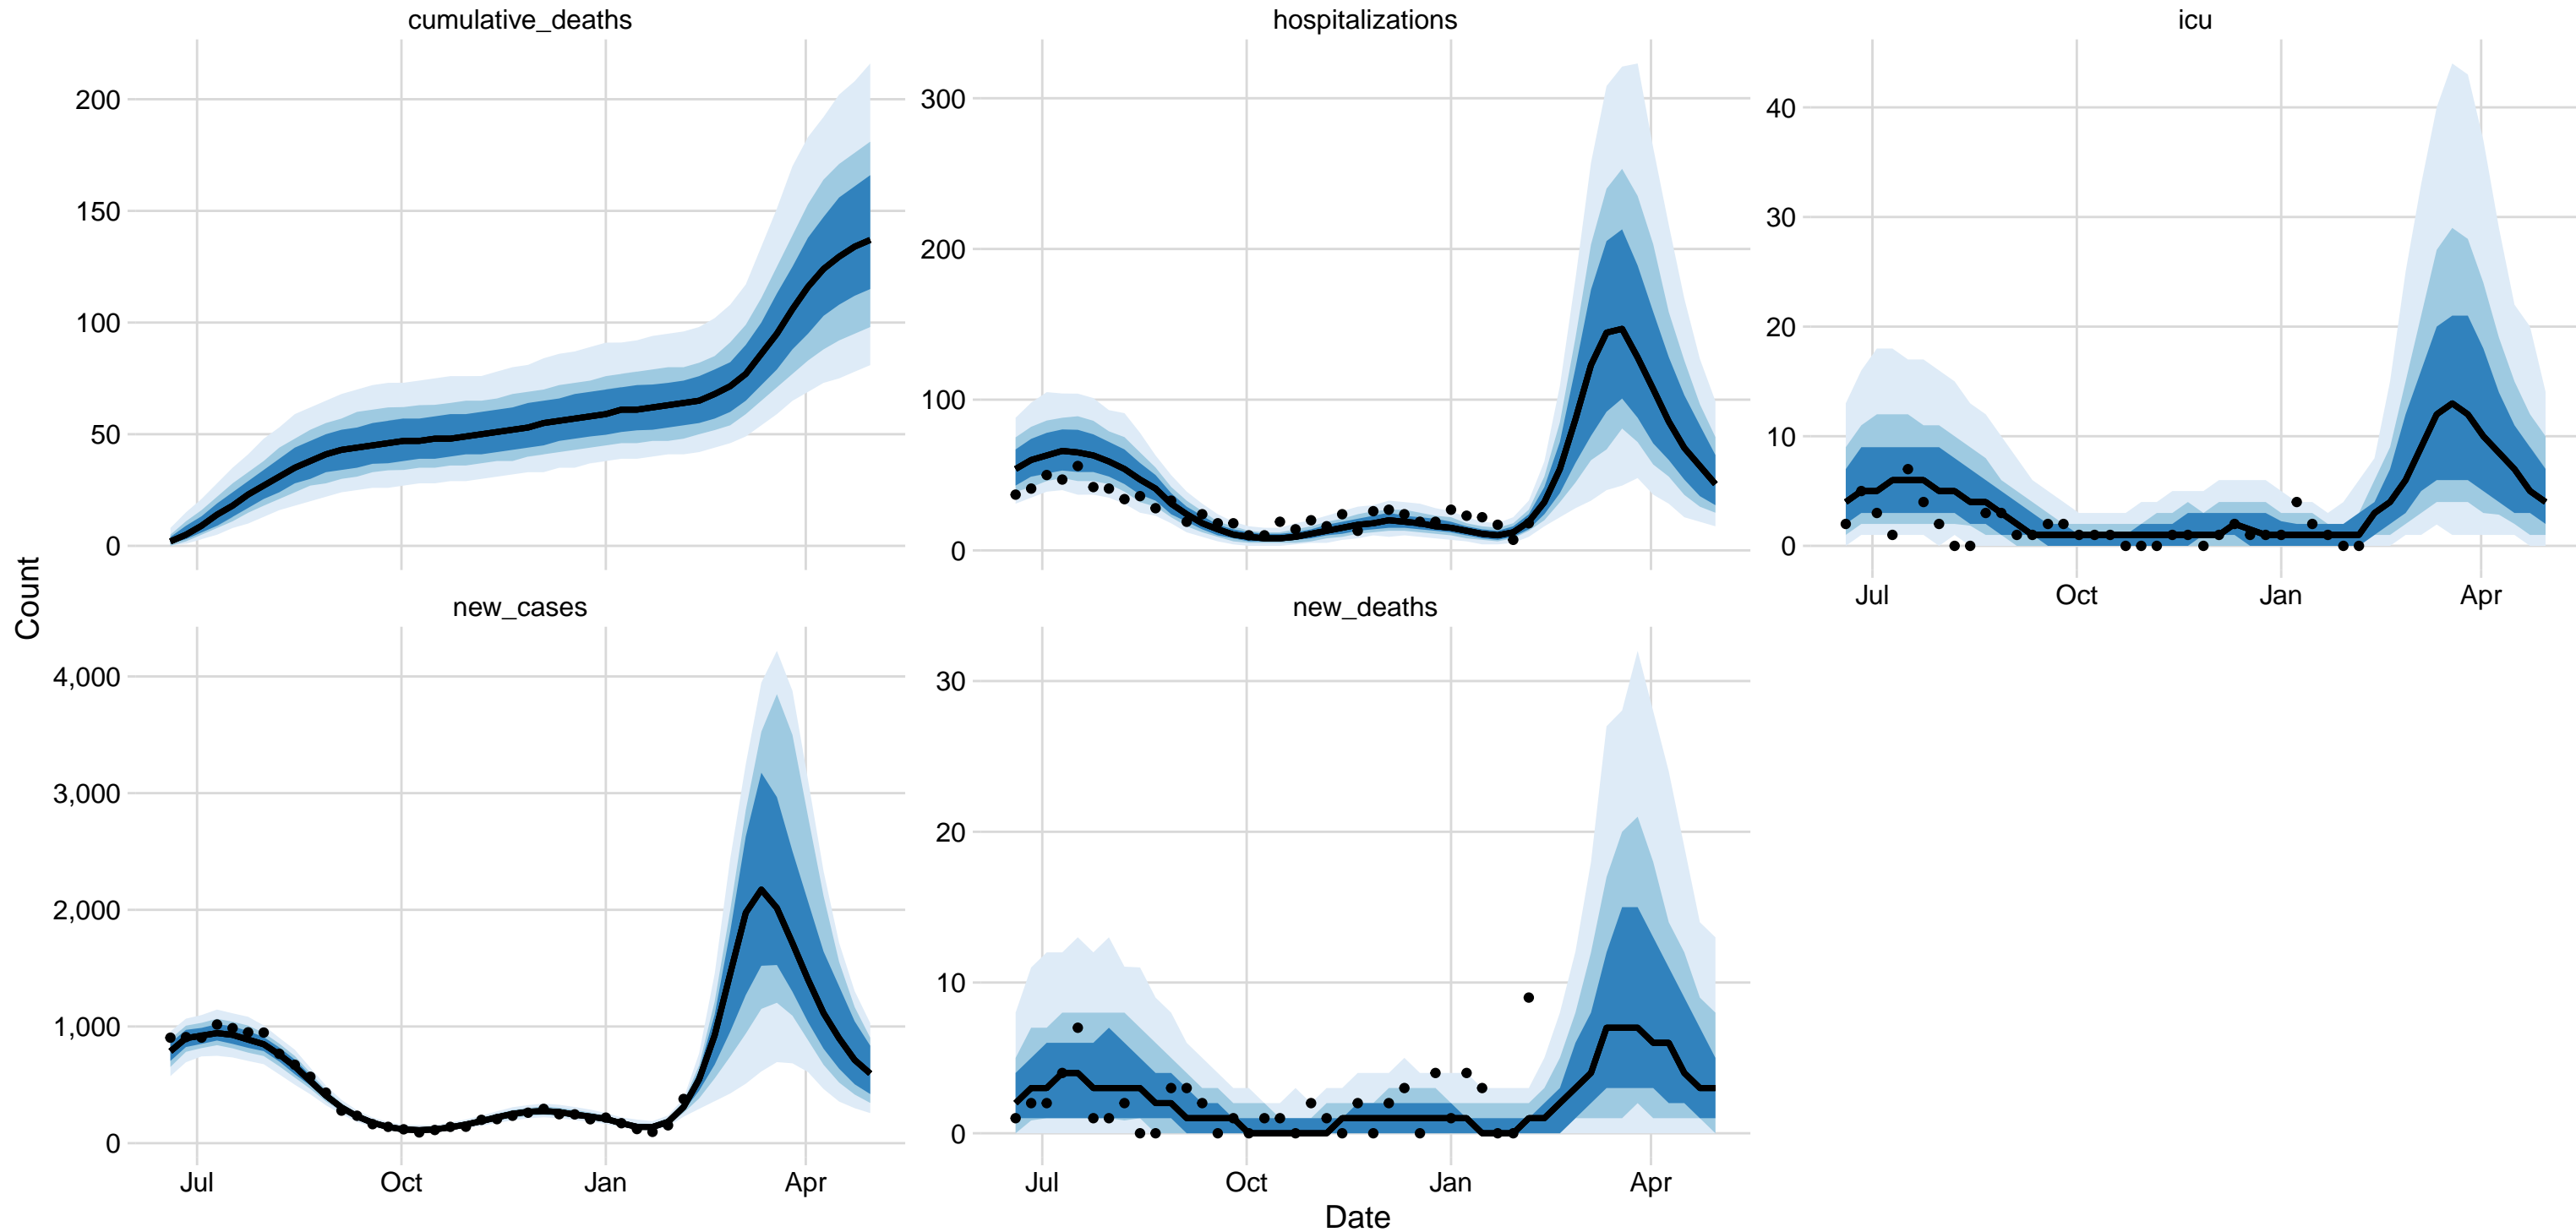 cumulative_deaths
hospitalizations
icu
200
150
100
50
0
300
200
100
0
40
30
20
10
0
Jul
Oct
Jan
Apr
Count
new_cases
new_deaths
4,000
3,000
2,000
1,000
0
Jul
Oct
Jan
Apr
30
20
10
0
Jul
Oct
Jan
Apr
Date